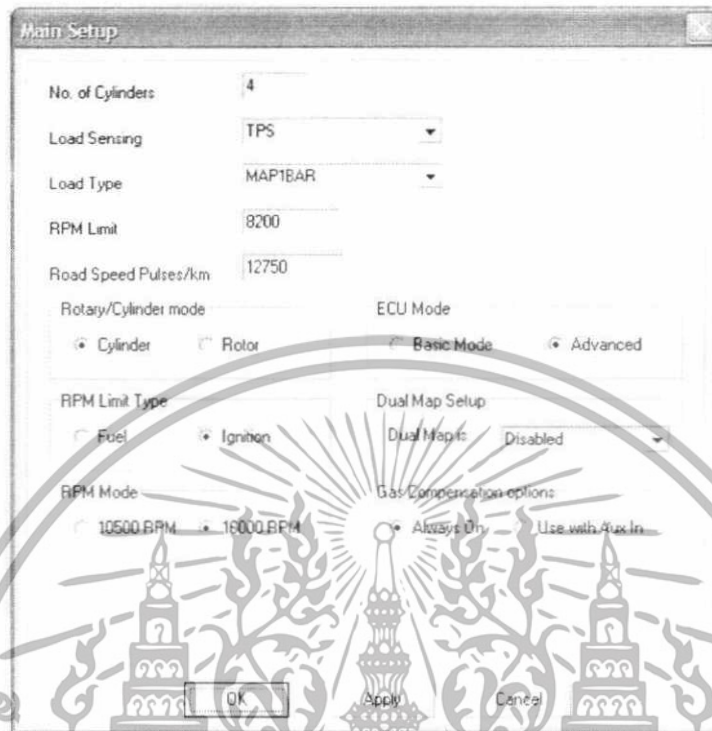 Main Setup
No. of Cylinders 4
Load Sensing TPS
Load Type MAP1BAR
RPM Limit 8200
Road Speed Pulses/km 12750
Rotary/Cylinder mode ECU Mode
Cylinder Rotor Basic Mode Advanced
RPM Limit Type Dual Map Setup
Fuel Ignition Dual Map is Disabled
RPM Mode Gas Compensation options
10500 RPM 16000 RPM Always On Use with Aux In
OK Apply Cancel